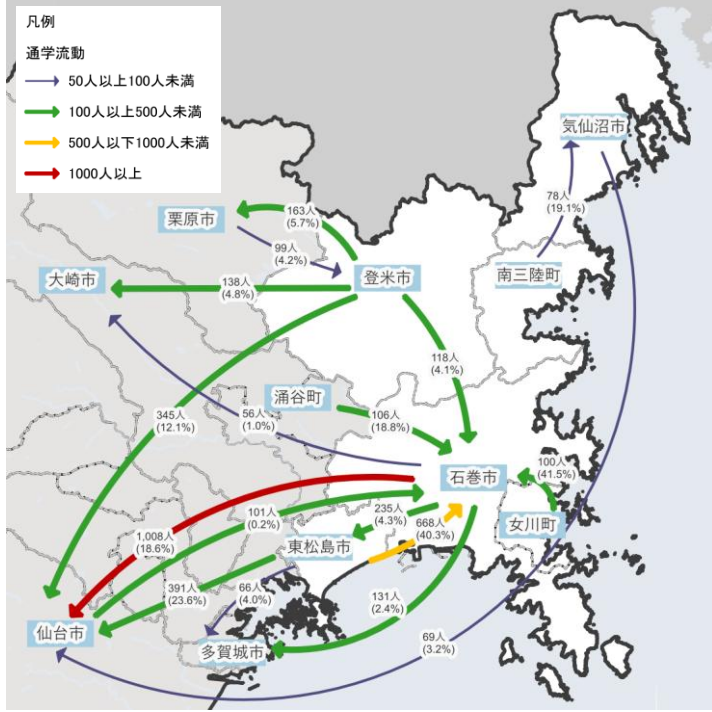 凡例
通学流動
50人以上100人未満
100人以上500人未満
500人以下1000人未満
1000人以上
気仙沼市
78人
(19.1%)
栗原市
163人
(5.7%)
99人
(4.2%)
大崎市
138人
(4.8%)
登米市
南三陸町
118人
(4.1%)
涌谷町
345人
(12.1%)
56人
(1.0%)
106人
(18.8%)
石巻市
100人
(41.5%)
101人
(0.2%)
235人
(4.3%)
668人
(40.3%)
女川町
1,008人
(18.6%)
東松島市
391人
(23.6%)
66人
(4.0%)
131人
(2.4%)
仙台市
多賀城市
69人
(3.2%)